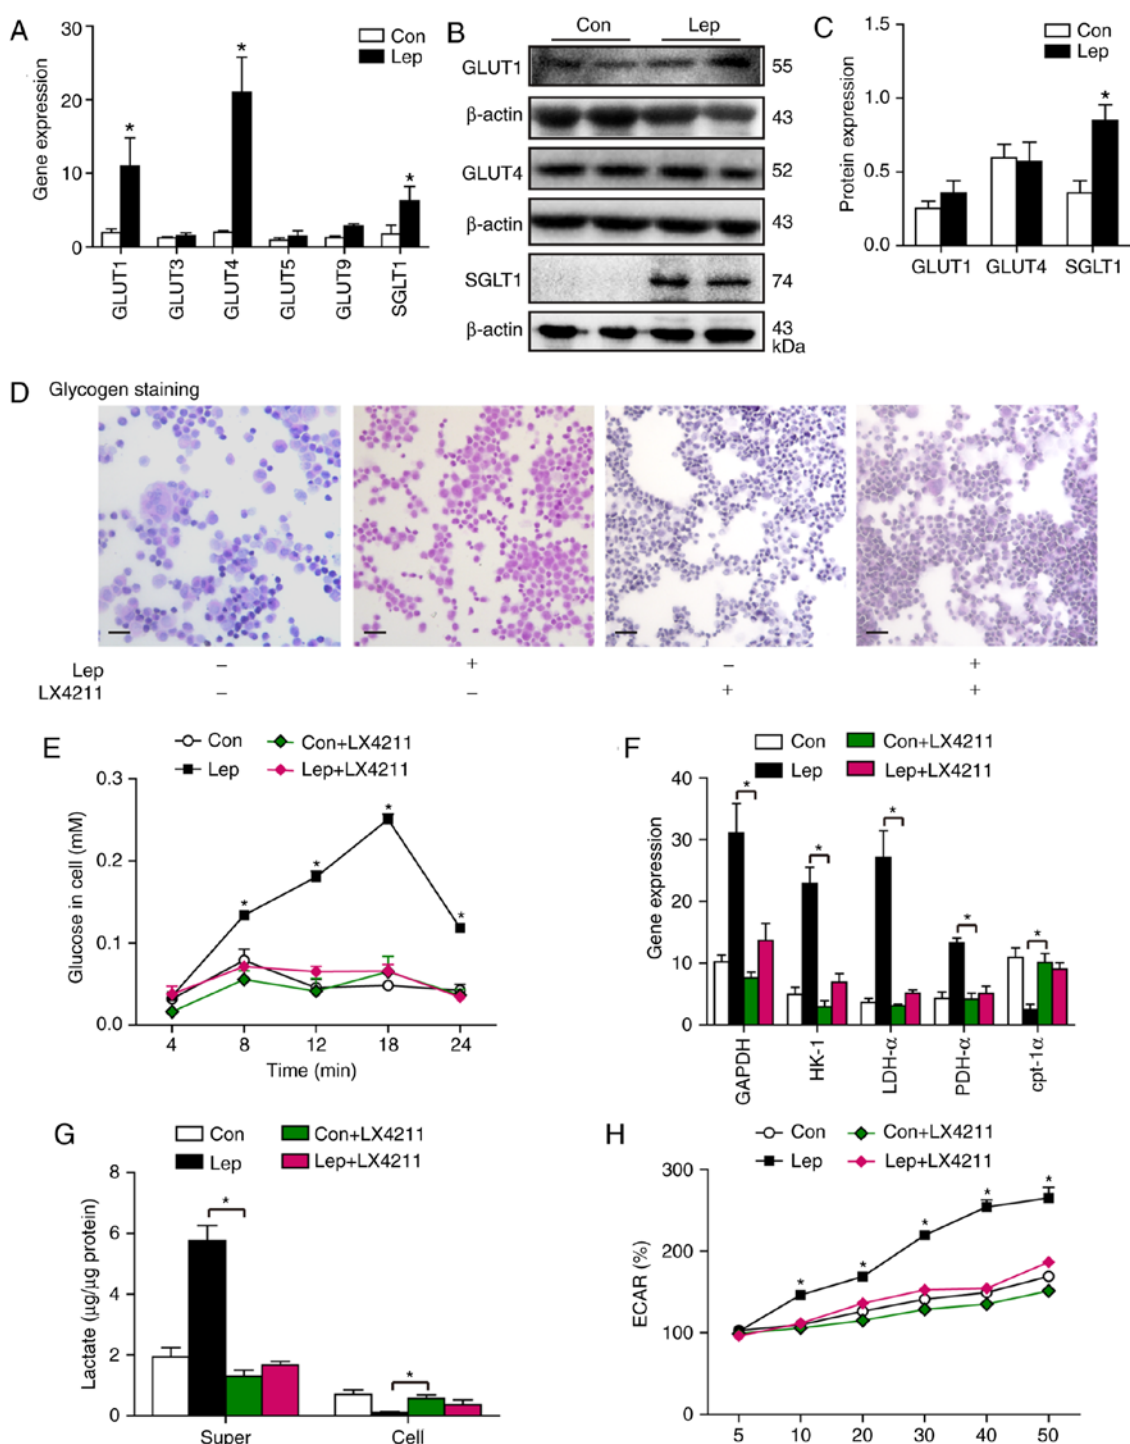 A
30
20
10
0
Gene expression
Con
Lep
*
*
*
GLUT1
GLUT3
GLUT4
GLUT5
GLUT9
SGLT1
B
Con Lep
GLUT1 55
β-actin 43
GLUT4 52
β-actin 43
SGLT1 74
β-actin 43
kDa
C
1.5
1.0
0.5
0.0
Protein expression
Con
Lep
*
GLUT1 GLUT4 SGLT1
D Glycogen staining
Lep − + − +
LX4211 − − + +
E
Con Con+LX4211
Lep Lep+LX4211
0.3
0.2
0.1
0.0
Glucose in cell (mM)
* * * *
4 8 12 18 24
Time (min)
F
Con Con+LX4211
Lep Lep+LX4211
40
30
20
10
0
Gene expression
* * * * *
GAPDH
HK-1
LDH-α
PDH-α
cpt-1α
G
Con Con+LX4211
Lep Lep+LX4211
8
6
4
2
0
Lactate (µg/µg protein)
* *
Super Cell
H
Con Con+LX4211
Lep Lep+LX4211
300
200
100
0
ECAR (%)
* * * * *
5 10 20 30 40 50